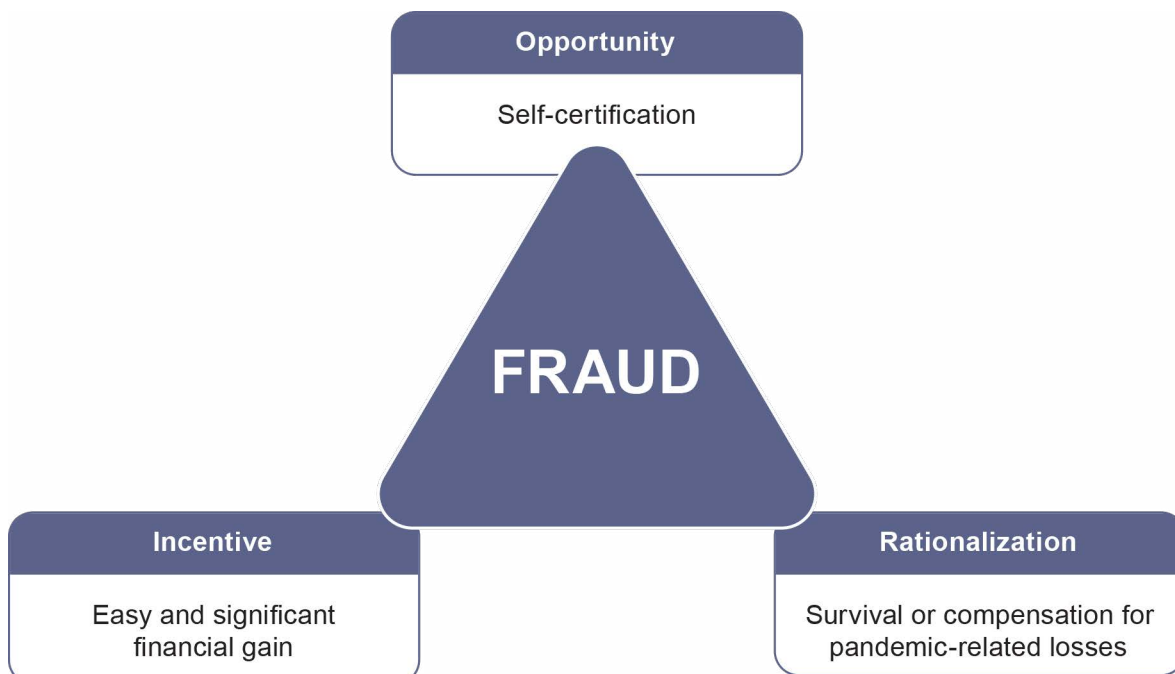 Opportunity
Self-certification
FRAUD
Incentive
Easy and significant
financial gain
Rationalization
Survival or compensation for
pandemic-related losses